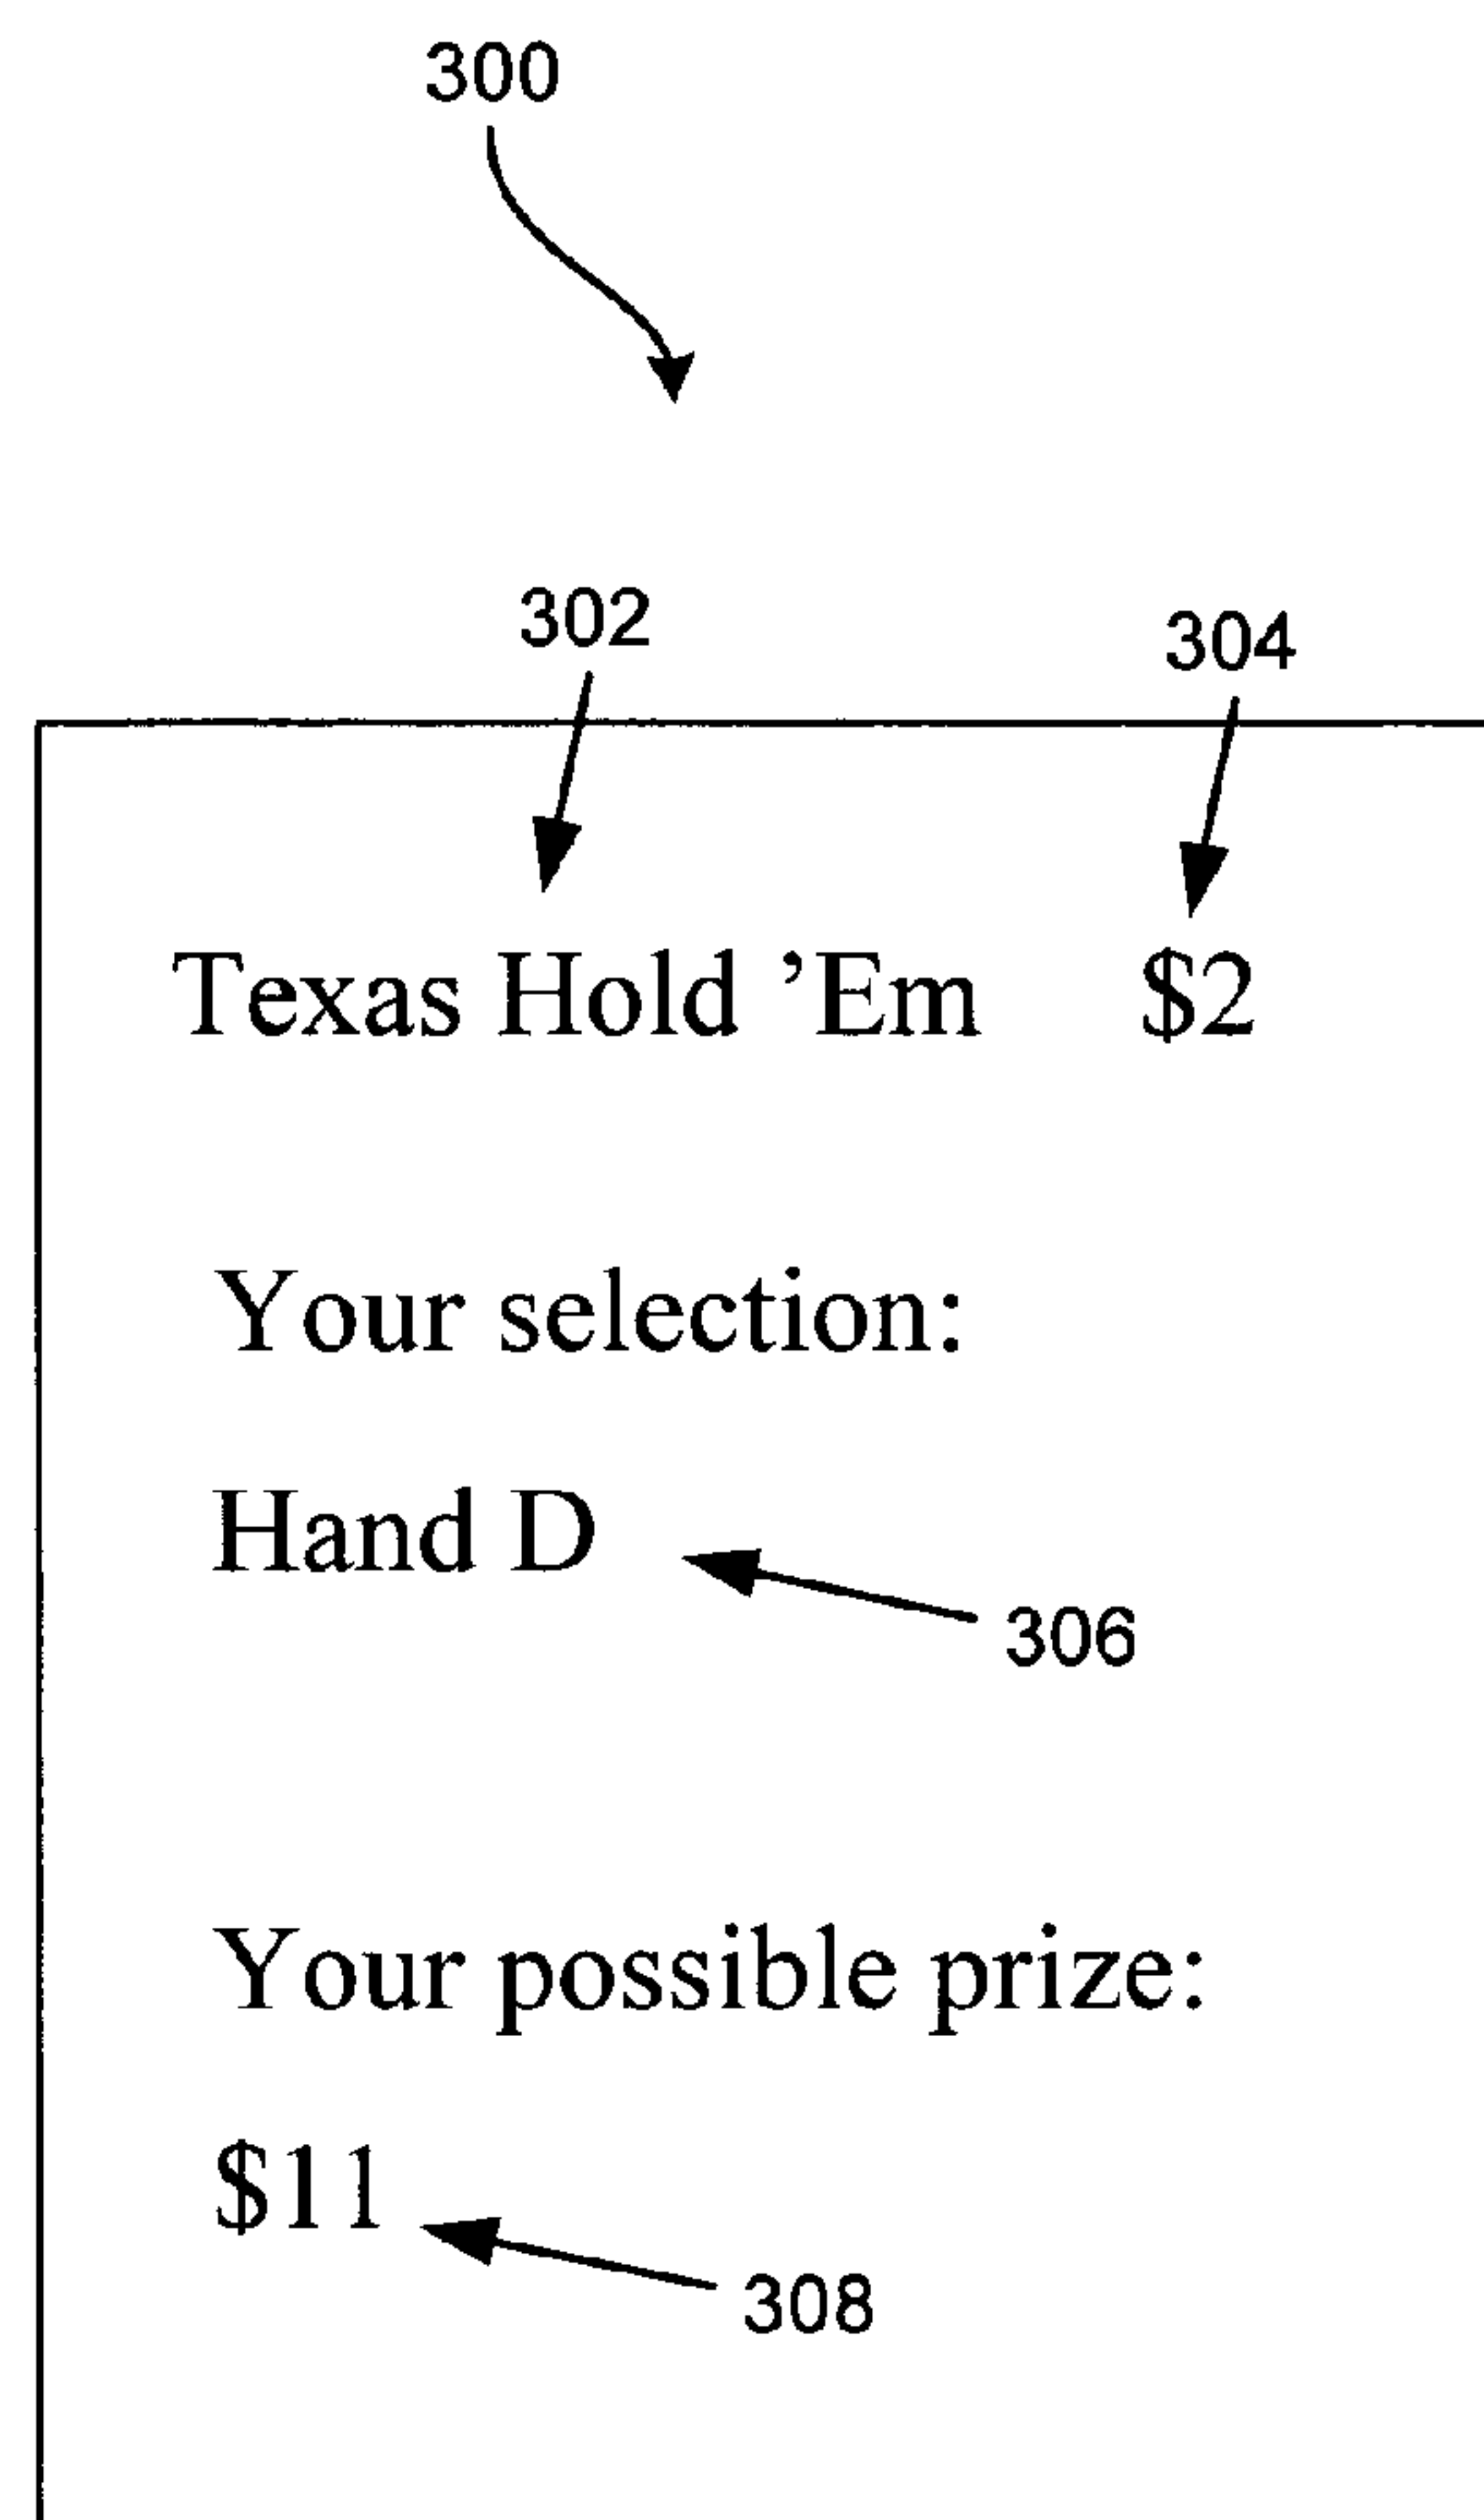 300
302 304
Texas Hold ’Em $2
Your selection:
Hand D
306
Your possible prize:
$11
308